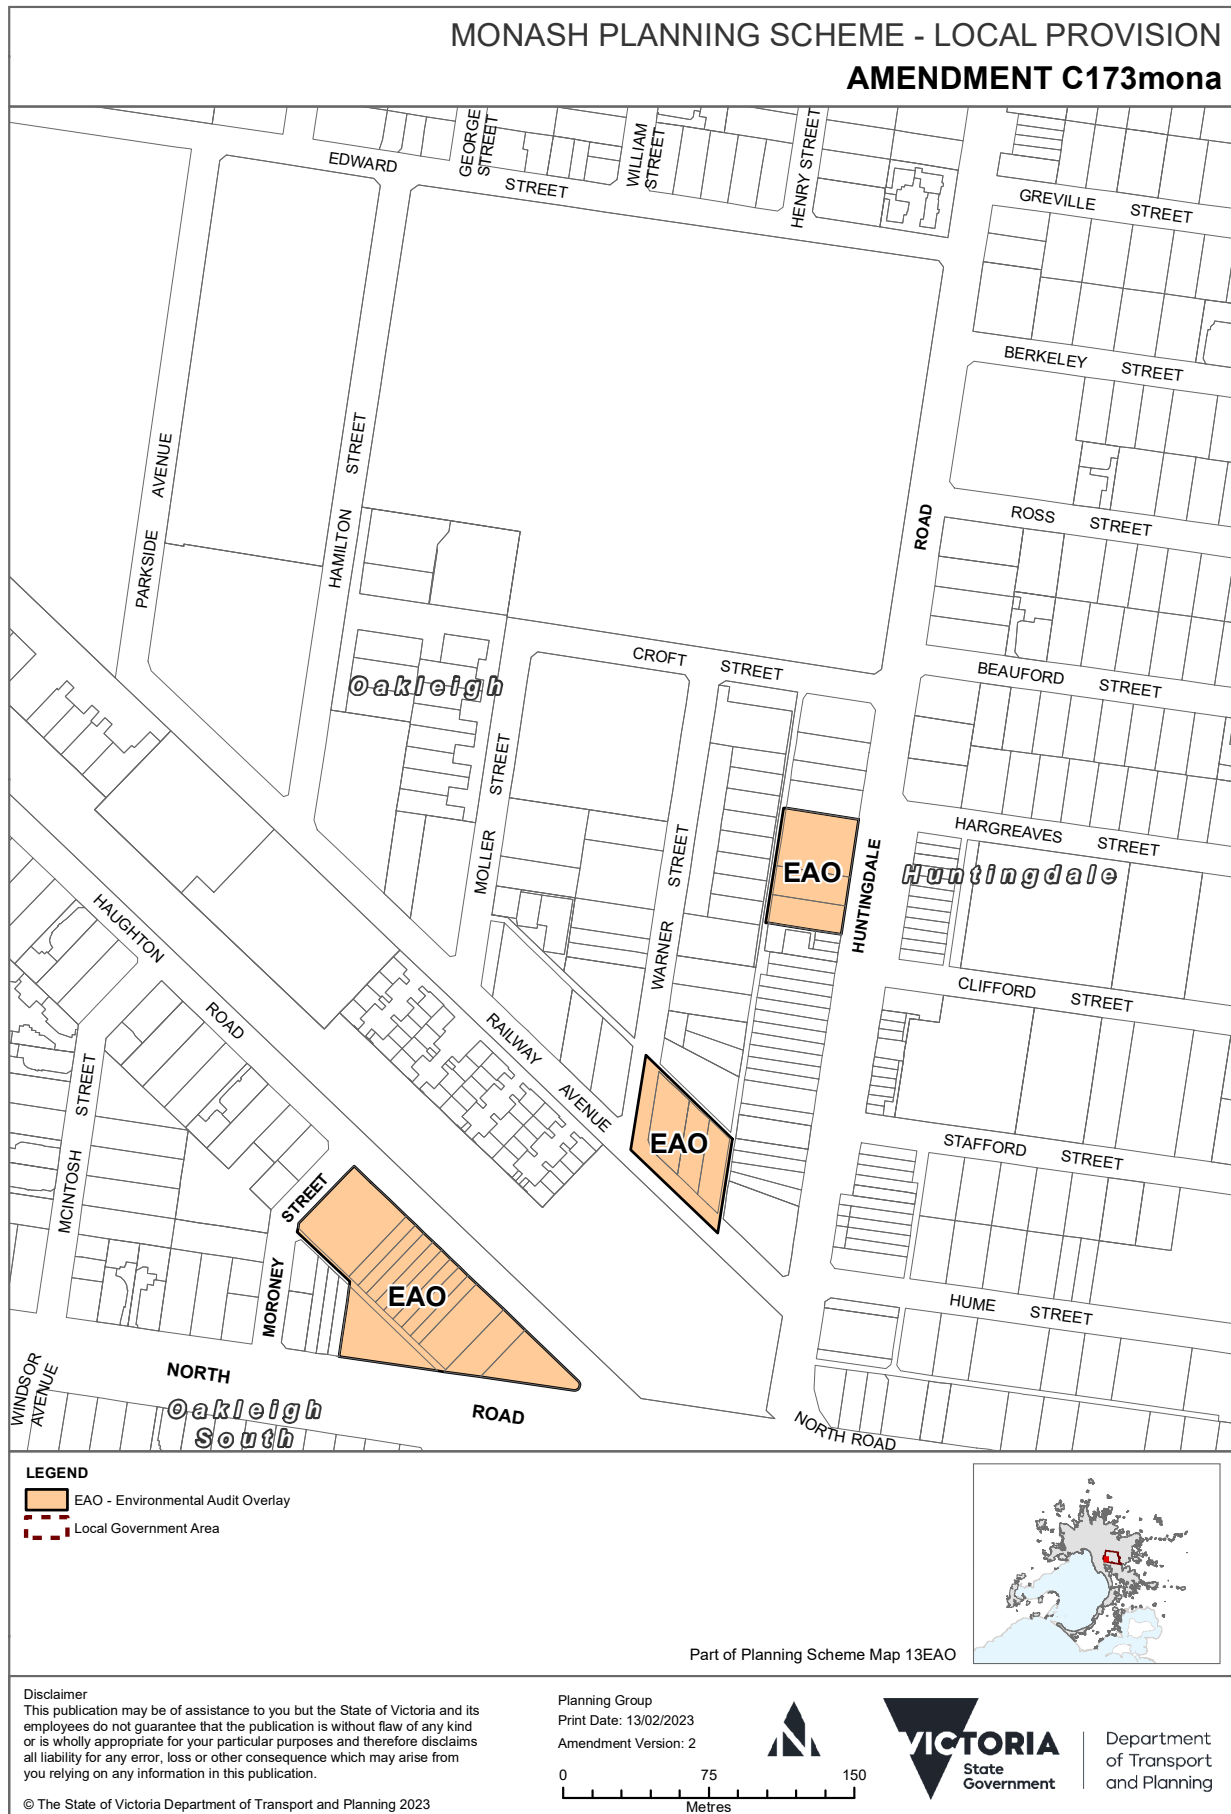 MONASH PLANNING SCHEME - LOCAL PROVISION
AMENDMENT C173mona
EDWARD STREET
GEORGE STREET
WILLIAM STREET
HENRY STREET
GREVILLE STREET
BERKELEY STREET
PARKSIDE AVENUE
HAMILTON STREET
ROSS STREET
HUNTINGDALE ROAD
CROFT STREET
BEAUFORD STREET
Oakleigh
MOLLER STREET
WARNER STREET
HARGREAVES STREET
EAO
Huntingdale
HAUGHTON ROAD
CLIFFORD STREET
RAILWAY AVENUE
MCINTOSH STREET
EAO
STAFFORD STREET
MORONEY STREET
EAO
HUME STREET
WINDSOR AVENUE
NORTH ROAD
Oakleigh
South
NORTH ROAD
LEGEND
EAO - Environmental Audit Overlay
Local Government Area
Part of Planning Scheme Map 13EAO
Disclaimer
This publication may be of assistance to you but the State of Victoria and its
employees do not guarantee that the publication is without flaw of any kind
or is wholly appropriate for your particular purposes and therefore disclaims
all liability for any error, loss or other consequence which may arise from
you relying on any information in this publication.
© The State of Victoria Department of Transport and Planning 2023
Planning Group
Print Date: 13/02/2023
Amendment Version: 2
0 75 150
Metres
VICTORIA
State
Government
Department
of Transport
and Planning